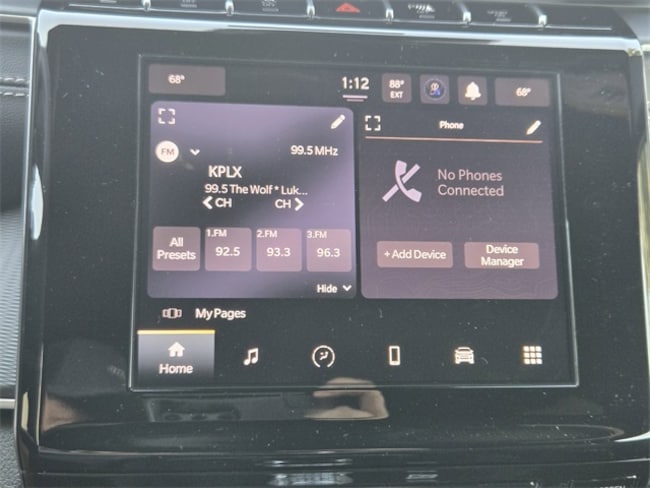 68°
1:12
88°
EXT
68°
FM
99.5 MHz
KPLX
99.5 The Wolf * Luk...
CH
CH
All
Presets
1.FM
92.5
2.FM
93.3
3.FM
96.3
Hide
Phone
No Phones
Connected
+ Add Device
Device
Manager
My Pages
Home